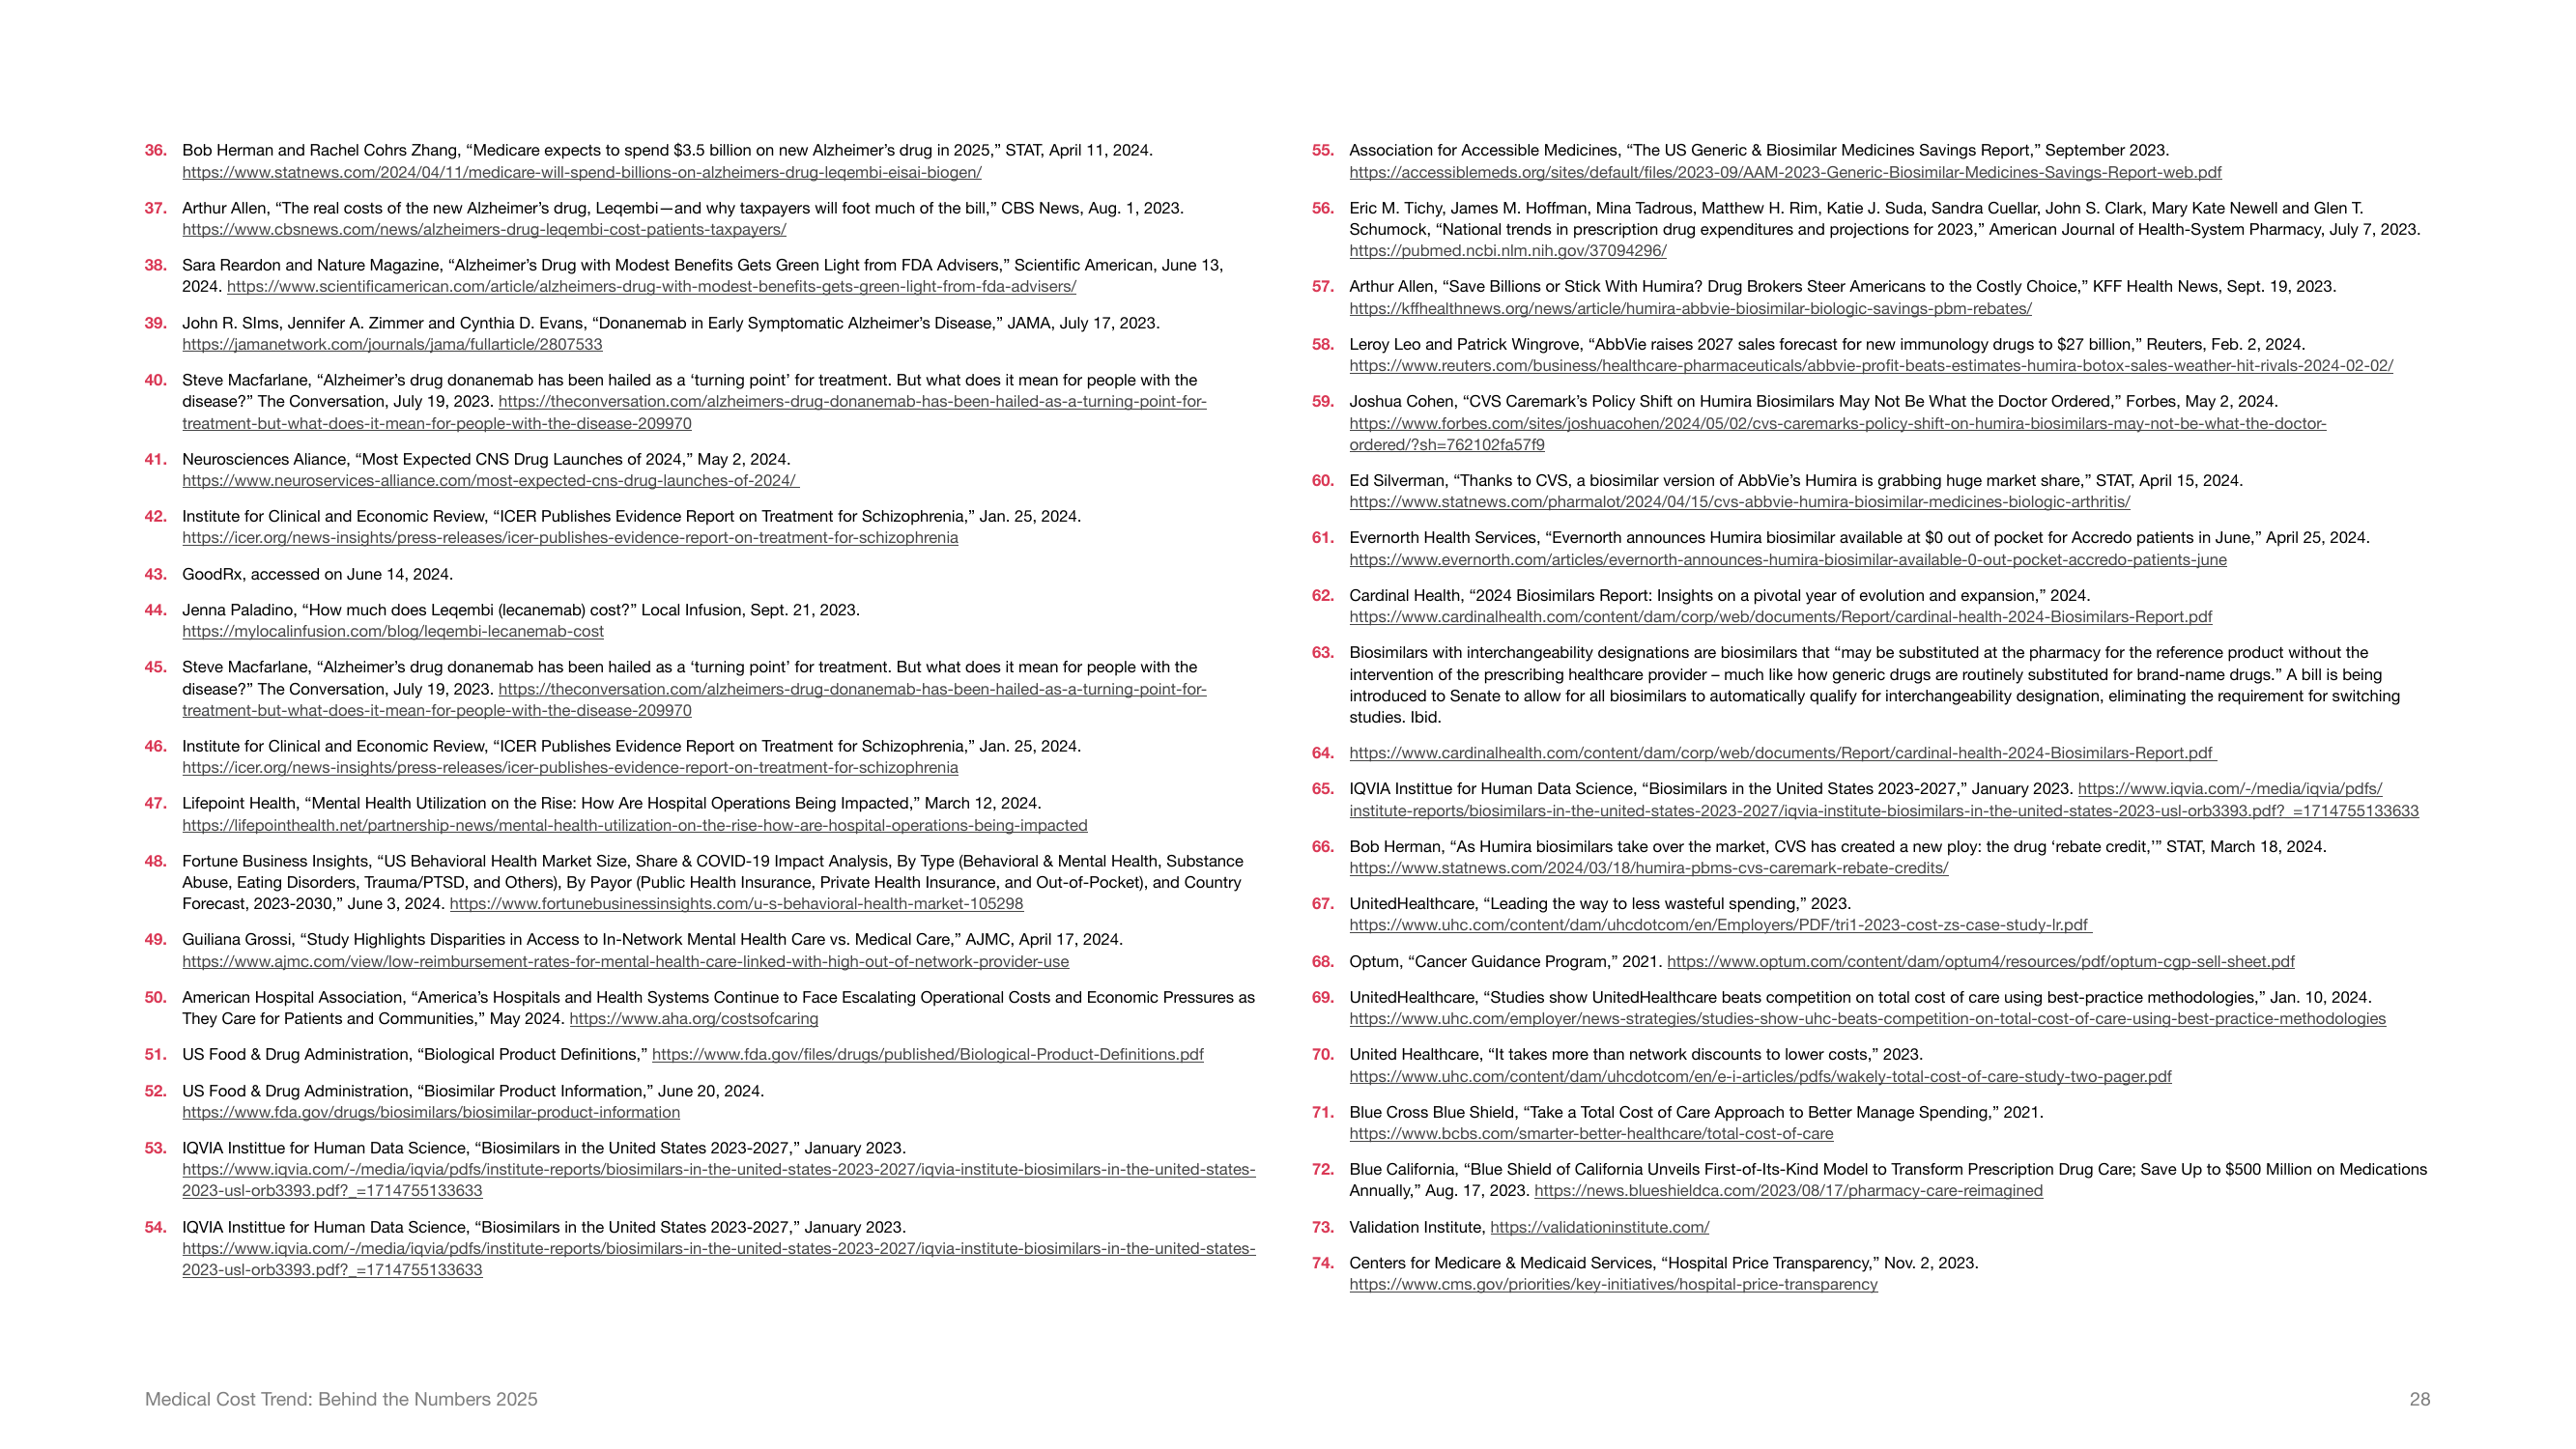 36. Bob Herman and Rachel Cohrs Zhang, “Medicare expects to spend $3.5 billion on new Alzheimer’s drug in 2025,” STAT, April 11, 2024.
https://www.statnews.com/2024/04/11/medicare-will-spend-billions-on-alzheimers-drug-leqembi-eisai-biogen/
37. Arthur Allen, “The real costs of the new Alzheimer’s drug, Leqembi—and why taxpayers will foot much of the bill,” CBS News, Aug. 1, 2023.
https://www.cbsnews.com/news/alzheimers-drug-leqembi-cost-patients-taxpayers/
38. Sara Reardon and Nature Magazine, “Alzheimer’s Drug with Modest Benefits Gets Green Light from FDA Advisers,” Scientific American, June 13,
2024. https://www.scientificamerican.com/article/alzheimers-drug-with-modest-benefits-gets-green-light-from-fda-advisers/
39. John R. SIms, Jennifer A. Zimmer and Cynthia D. Evans, “Donanemab in Early Symptomatic Alzheimer’s Disease,” JAMA, July 17, 2023.
https://jamanetwork.com/journals/jama/fullarticle/2807533
40. Steve Macfarlane, “Alzheimer’s drug donanemab has been hailed as a ‘turning point’ for treatment. But what does it mean for people with the
disease?” The Conversation, July 19, 2023. https://theconversation.com/alzheimers-drug-donanemab-has-been-hailed-as-a-turning-point-for-
treatment-but-what-does-it-mean-for-people-with-the-disease-209970
41. Neurosciences Aliance, “Most Expected CNS Drug Launches of 2024,” May 2, 2024.
https://www.neuroservices-alliance.com/most-expected-cns-drug-launches-of-2024/
42. Institute for Clinical and Economic Review, “ICER Publishes Evidence Report on Treatment for Schizophrenia,” Jan. 25, 2024.
https://icer.org/news-insights/press-releases/icer-publishes-evidence-report-on-treatment-for-schizophrenia
43. GoodRx, accessed on June 14, 2024.
44. Jenna Paladino, “How much does Leqembi (lecanemab) cost?” Local Infusion, Sept. 21, 2023.
https://mylocalinfusion.com/blog/leqembi-lecanemab-cost
45. Steve Macfarlane, “Alzheimer’s drug donanemab has been hailed as a ‘turning point’ for treatment. But what does it mean for people with the
disease?” The Conversation, July 19, 2023. https://theconversation.com/alzheimers-drug-donanemab-has-been-hailed-as-a-turning-point-for-
treatment-but-what-does-it-mean-for-people-with-the-disease-209970
46. Institute for Clinical and Economic Review, “ICER Publishes Evidence Report on Treatment for Schizophrenia,” Jan. 25, 2024.
https://icer.org/news-insights/press-releases/icer-publishes-evidence-report-on-treatment-for-schizophrenia
47. Lifepoint Health, “Mental Health Utilization on the Rise: How Are Hospital Operations Being Impacted,” March 12, 2024.
https://lifepointhealth.net/partnership-news/mental-health-utilization-on-the-rise-how-are-hospital-operations-being-impacted
48. Fortune Business Insights, “US Behavioral Health Market Size, Share & COVID-19 Impact Analysis, By Type (Behavioral & Mental Health, Substance
Abuse, Eating Disorders, Trauma/PTSD, and Others), By Payor (Public Health Insurance, Private Health Insurance, and Out-of-Pocket), and Country
Forecast, 2023-2030,” June 3, 2024. https://www.fortunebusinessinsights.com/u-s-behavioral-health-market-105298
49. Guiliana Grossi, “Study Highlights Disparities in Access to In-Network Mental Health Care vs. Medical Care,” AJMC, April 17, 2024.
https://www.ajmc.com/view/low-reimbursement-rates-for-mental-health-care-linked-with-high-out-of-network-provider-use
50. American Hospital Association, “America’s Hospitals and Health Systems Continue to Face Escalating Operational Costs and Economic Pressures as
They Care for Patients and Communities,” May 2024. https://www.aha.org/costsofcaring
51. US Food & Drug Administration, “Biological Product Definitions,” https://www.fda.gov/files/drugs/published/Biological-Product-Definitions.pdf
52. US Food & Drug Administration, “Biosimilar Product Information,” June 20, 2024.
https://www.fda.gov/drugs/biosimilars/biosimilar-product-information
53. IQVIA Instittue for Human Data Science, “Biosimilars in the United States 2023-2027,” January 2023.
https://www.iqvia.com/-/media/iqvia/pdfs/institute-reports/biosimilars-in-the-united-states-2023-2027/iqvia-institute-biosimilars-in-the-united-states-
2023-usl-orb3393.pdf?_=1714755133633
54. IQVIA Instittue for Human Data Science, “Biosimilars in the United States 2023-2027,” January 2023.
https://www.iqvia.com/-/media/iqvia/pdfs/institute-reports/biosimilars-in-the-united-states-2023-2027/iqvia-institute-biosimilars-in-the-united-states-
2023-usl-orb3393.pdf?_=1714755133633
55. Association for Accessible Medicines, “The US Generic & Biosimilar Medicines Savings Report,” September 2023.
https://accessiblemeds.org/sites/default/files/2023-09/AAM-2023-Generic-Biosimilar-Medicines-Savings-Report-web.pdf
56. Eric M. Tichy, James M. Hoffman, Mina Tadrous, Matthew H. Rim, Katie J. Suda, Sandra Cuellar, John S. Clark, Mary Kate Newell and Glen T.
Schumock, “National trends in prescription drug expenditures and projections for 2023,” American Journal of Health-System Pharmacy, July 7, 2023.
https://pubmed.ncbi.nlm.nih.gov/37094296/
57. Arthur Allen, “Save Billions or Stick With Humira? Drug Brokers Steer Americans to the Costly Choice,” KFF Health News, Sept. 19, 2023.
https://kffhealthnews.org/news/article/humira-abbvie-biosimilar-biologic-savings-pbm-rebates/
58. Leroy Leo and Patrick Wingrove, “AbbVie raises 2027 sales forecast for new immunology drugs to $27 billion,” Reuters, Feb. 2, 2024.
https://www.reuters.com/business/healthcare-pharmaceuticals/abbvie-profit-beats-estimates-humira-botox-sales-weather-hit-rivals-2024-02-02/
59. Joshua Cohen, “CVS Caremark’s Policy Shift on Humira Biosimilars May Not Be What the Doctor Ordered,” Forbes, May 2, 2024.
https://www.forbes.com/sites/joshuacohen/2024/05/02/cvs-caremarks-policy-shift-on-humira-biosimilars-may-not-be-what-the-doctor-
ordered/?sh=762102fa57f9
60. Ed Silverman, “Thanks to CVS, a biosimilar version of AbbVie’s Humira is grabbing huge market share,” STAT, April 15, 2024.
https://www.statnews.com/pharmalot/2024/04/15/cvs-abbvie-humira-biosimilar-medicines-biologic-arthritis/
61. Evernorth Health Services, “Evernorth announces Humira biosimilar available at $0 out of pocket for Accredo patients in June,” April 25, 2024.
https://www.evernorth.com/articles/evernorth-announces-humira-biosimilar-available-0-out-pocket-accredo-patients-june
62. Cardinal Health, “2024 Biosimilars Report: Insights on a pivotal year of evolution and expansion,” 2024.
https://www.cardinalhealth.com/content/dam/corp/web/documents/Report/cardinal-health-2024-Biosimilars-Report.pdf
63. Biosimilars with interchangeability designations are biosimilars that “may be substituted at the pharmacy for the reference product without the
intervention of the prescribing healthcare provider – much like how generic drugs are routinely substituted for brand-name drugs.” A bill is being
introduced to Senate to allow for all biosimilars to automatically qualify for interchangeability designation, eliminating the requirement for switching
studies. Ibid.
64. https://www.cardinalhealth.com/content/dam/corp/web/documents/Report/cardinal-health-2024-Biosimilars-Report.pdf
65. IQVIA Instittue for Human Data Science, “Biosimilars in the United States 2023-2027,” January 2023. https://www.iqvia.com/-/media/iqvia/pdfs/
institute-reports/biosimilars-in-the-united-states-2023-2027/iqvia-institute-biosimilars-in-the-united-states-2023-usl-orb3393.pdf?_=1714755133633
66. Bob Herman, “As Humira biosimilars take over the market, CVS has created a new ploy: the drug ‘rebate credit,’” STAT, March 18, 2024.
https://www.statnews.com/2024/03/18/humira-pbms-cvs-caremark-rebate-credits/
67. UnitedHealthcare, “Leading the way to less wasteful spending,” 2023.
https://www.uhc.com/content/dam/uhcdotcom/en/Employers/PDF/tri1-2023-cost-zs-case-study-lr.pdf
68. Optum, “Cancer Guidance Program,” 2021. https://www.optum.com/content/dam/optum4/resources/pdf/optum-cgp-sell-sheet.pdf
69. UnitedHealthcare, “Studies show UnitedHealthcare beats competition on total cost of care using best-practice methodologies,” Jan. 10, 2024.
https://www.uhc.com/employer/news-strategies/studies-show-uhc-beats-competition-on-total-cost-of-care-using-best-practice-methodologies
70. United Healthcare, “It takes more than network discounts to lower costs,” 2023.
https://www.uhc.com/content/dam/uhcdotcom/en/e-i-articles/pdfs/wakely-total-cost-of-care-study-two-pager.pdf
71. Blue Cross Blue Shield, “Take a Total Cost of Care Approach to Better Manage Spending,” 2021.
https://www.bcbs.com/smarter-better-healthcare/total-cost-of-care
72. Blue California, “Blue Shield of California Unveils First-of-Its-Kind Model to Transform Prescription Drug Care; Save Up to $500 Million on Medications
Annually,” Aug. 17, 2023. https://news.blueshieldca.com/2023/08/17/pharmacy-care-reimagined
73. Validation Institute, https://validationinstitute.com/
74. Centers for Medicare & Medicaid Services, “Hospital Price Transparency,” Nov. 2, 2023.
https://www.cms.gov/priorities/key-initiatives/hospital-price-transparency
Medical Cost Trend: Behind the Numbers 2025
28